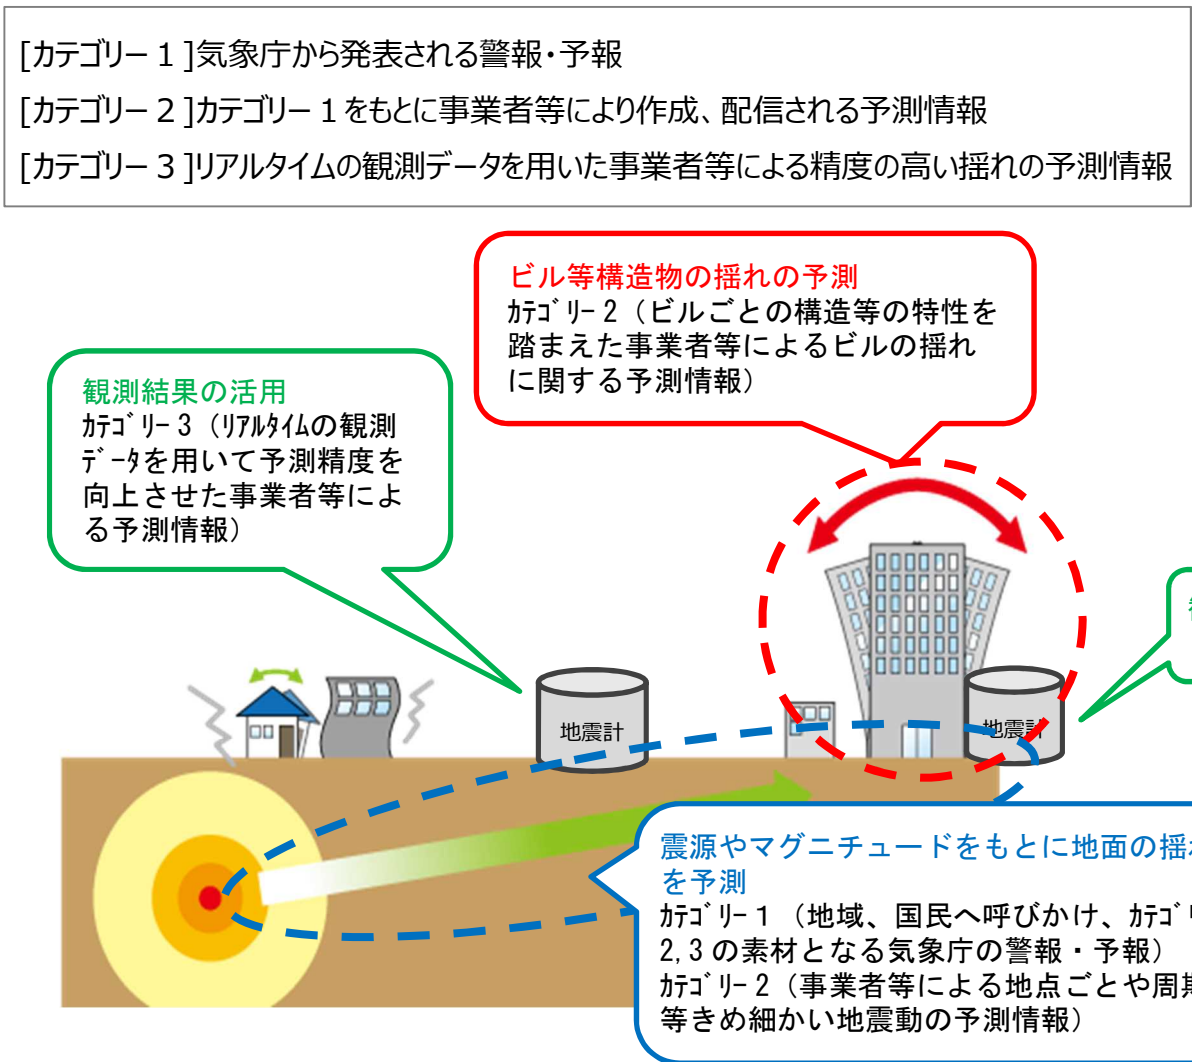 [カテゴリー１]気象庁から発表される警報・予報
[カテゴリー２]カテゴリー１をもとに事業者等により作成、配信される予測情報
[カテゴリー３]リアルタイムの観測データを用いた事業者等による精度の高い揺れの予測情報
ビル等構造物の揺れの予測
ｶﾃｺﾞﾘｰ２（ビルごとの構造等の特性を
踏まえた事業者等によるビルの揺れ
に関する予測情報）
観測結果の活用
ｶﾃｺﾞﾘｰ３（ﾘｱﾙﾀｲﾑの観測
ﾃﾞｰﾀを用いて予測精度を
向上させた事業者等によ
る予測情報）
地震計
地震計
震源やマグニチュードをもとに地面の揺れ
を予測
ｶﾃｺﾞﾘｰ１（地域、国民へ呼びかけ、ｶﾃｺﾞﾘ
2,3の素材となる気象庁の警報・予報）
ｶﾃｺﾞﾘｰ２（事業者等による地点ごとや周期
等きめ細かい地震動の予測情報）